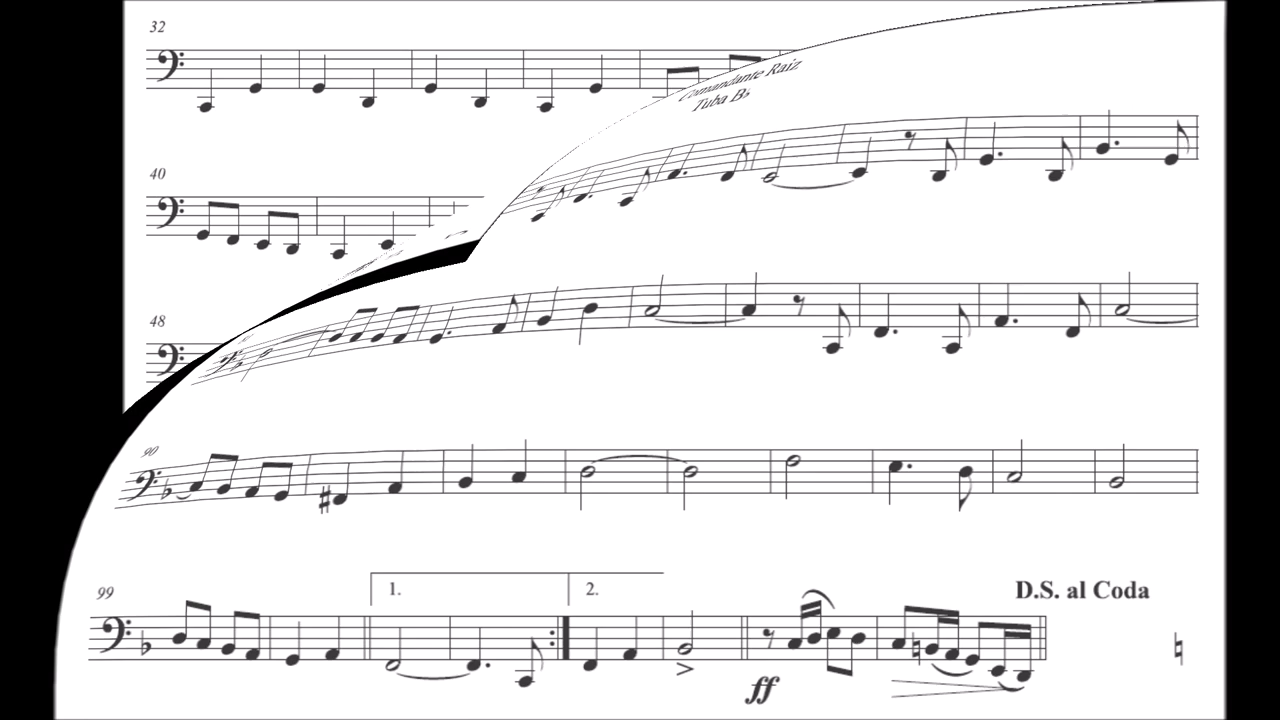 32
Comandante Raiz
Tuba B♭
40
48
90
99
1.
2.
D.S. al Coda
ff